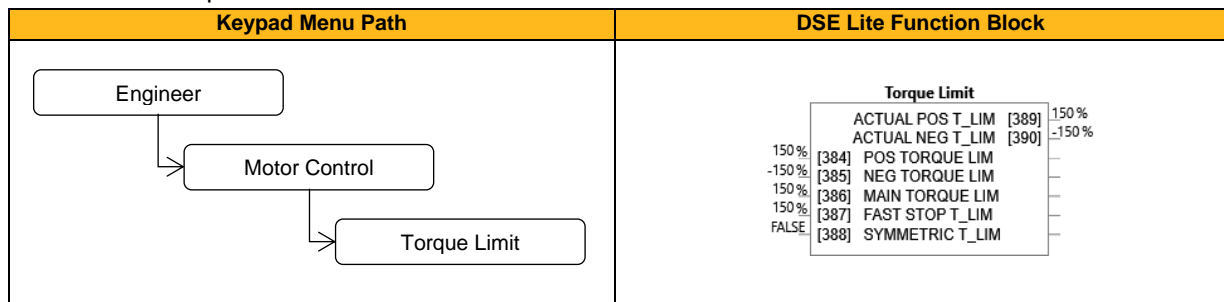 Keypad Menu Path
DSE Lite Function Block
Engineer
Motor Control
Torque Limit
Torque Limit
ACTUAL POS T_LIM [389] 150 %
ACTUAL NEG T_LIM [390] -150 %
150 % [384] POS TORQUE LIM
-150 % [385] NEG TORQUE LIM
150 % [386] MAIN TORQUE LIM
150 % [387] FAST STOP T_LIM
FALSE [388] SYMMETRIC T_LIM